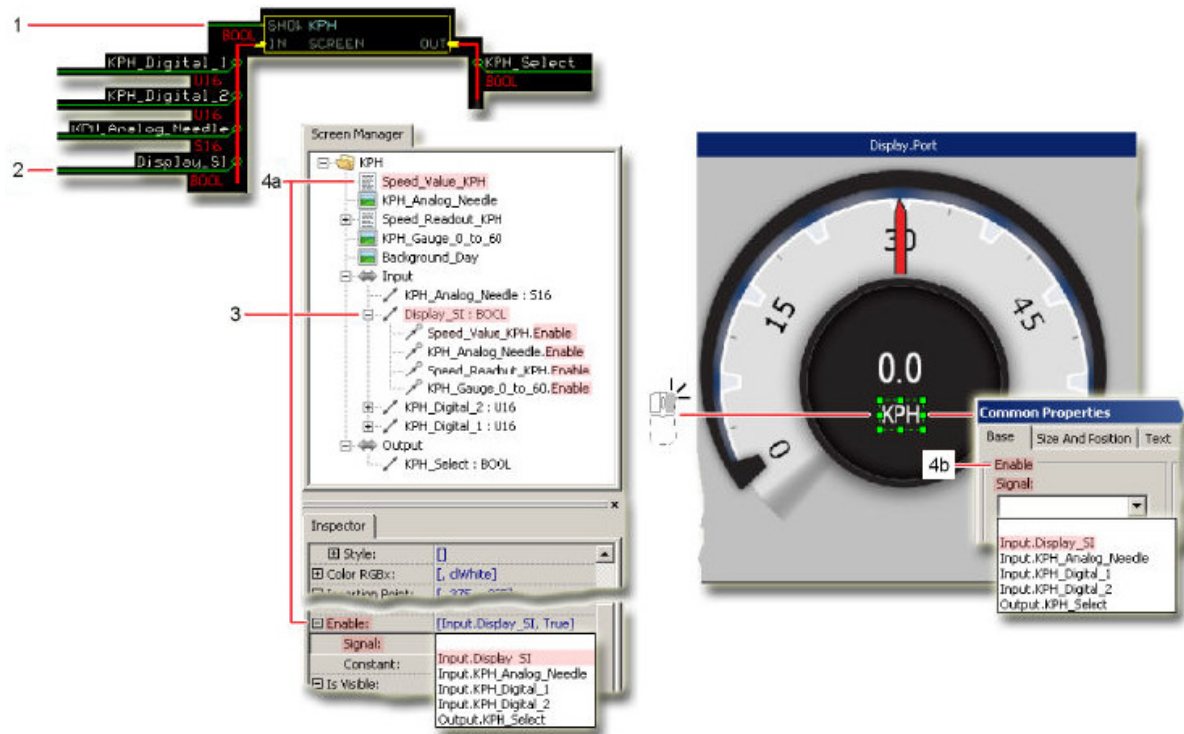 1
SHOW KPH
BOOL
IN SCREEN OUT
KPH_Digital_1
U16
KPH_Digital_2
U16
KPH_Analog_Needle
S16
2
Display_SI
BOOL
KPH_Select
BOOL
Screen Manager
KPH
4a
Speed_Value_KPH
KPH_Analog_Needle
Speed_Readout_KPH
KPH_Gauge_0_to_60
Background_Day
Input
KPH_Analog_Needle : S16
3
Display_SI : BOOL
Speed_Value_KPH.Enable
KPH_Analog_Needle.Enable
Speed_Readout_KPH.Enable
KPH_Gauge_0_to_60.Enable
KPH_Digital_2 : U16
KPH_Digital_1 : U16
Output
KPH_Select : BOOL
x
Inspector
Style: []
Color RGBx: [, clWhite]
Insertion Point:
Enable: [Input.Display_SI, True]
Signal:
Constant:
Is Visible:
Input.Display_SI
Input.KPH_Analog_Needle
Input.KPH_Digital_1
Input.KPH_Digital_2
Output.KPH_Select
Display.Port
30
15
45
0.0
KPH
0
Common Properties
Base Size And Position Text
4b
Enable
Signal:
Input.Display_SI
Input.KPH_Analog_Needle
Input.KPH_Digital_1
Input.KPH_Digital_2
Output.KPH_Select